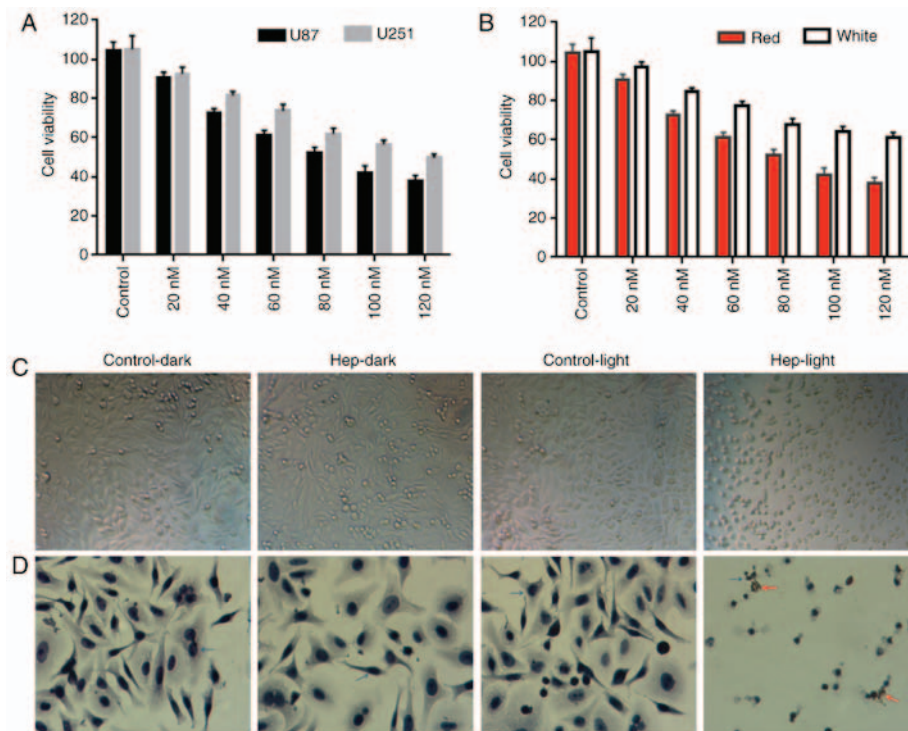 A
U87 U251
Cell viability
120
100
80
60
40
20
0
Control
20 nM
40 nM
60 nM
80 nM
100 nM
120 nM
B
Red White
Cell viability
120
100
80
60
40
20
0
Control
20 nM
40 nM
60 nM
80 nM
100 nM
120 nM
C
Control-dark Hep-dark Control-light Hep-light
D